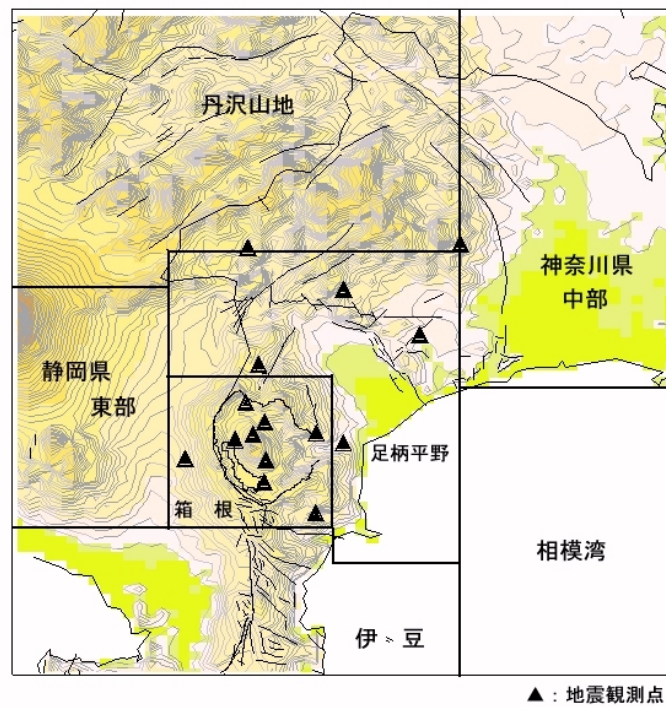 丹沢山地
神奈川県
中部
静岡県
東部
足柄平野
箱根
相模湾
伊豆
▲：地震観測点